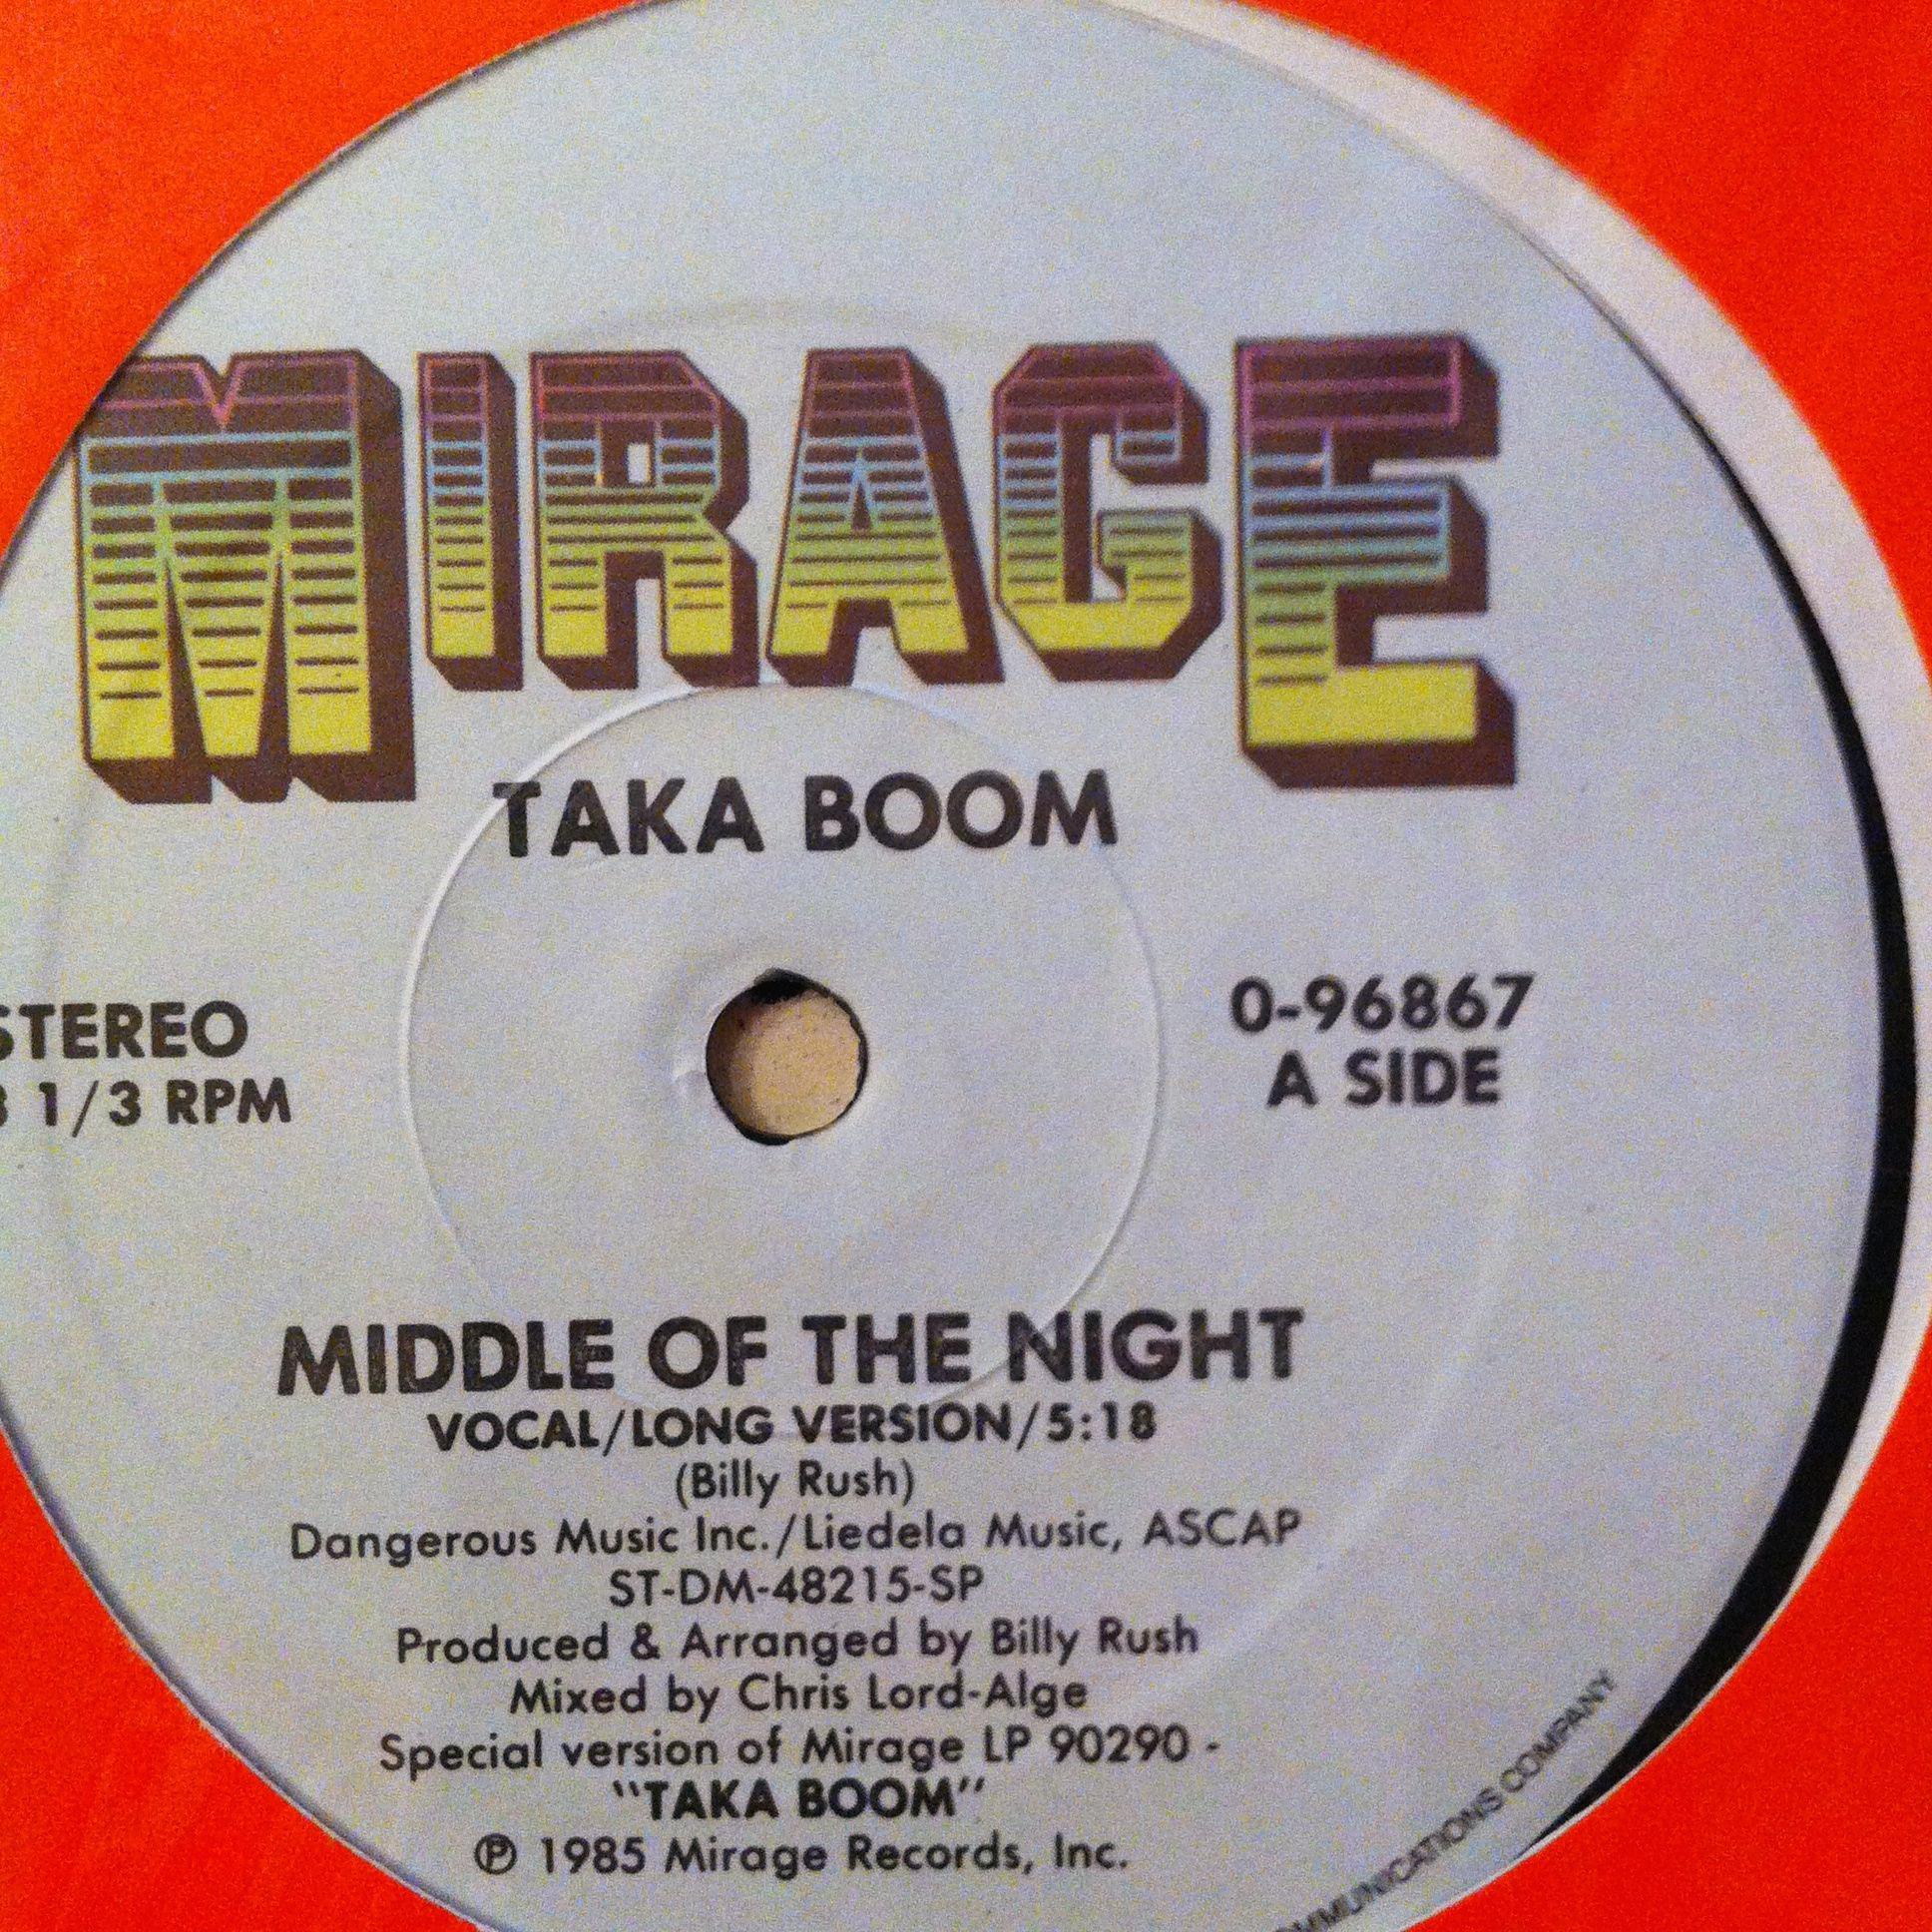 MIRAGE
TAKA BOOM
STEREO
0-96867
3 1/3 RPM
A SIDE
MIDDLE OF THE NIGHT
VOCAL/LONG VERSION/5:18
(Billy Rush)
Dangerous Music Inc./Liedela Music, ASCAP
ST-DM-48215-SP
Produced & Arranged by Billy Rush
Mixed by Chris Lord-Alge
Special version of Mirage LP 90290 -
"TAKA BOOM"
℗ 1985 Mirage Records, Inc.
COMPANY